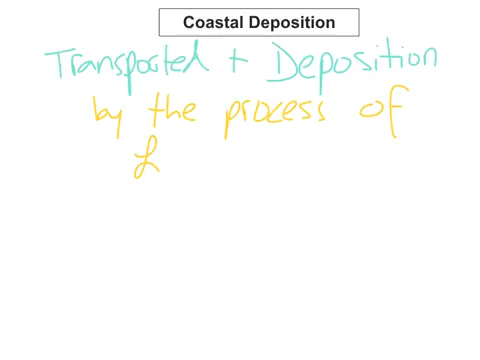 Coastal Deposition
Transported + Deposition
by the process of